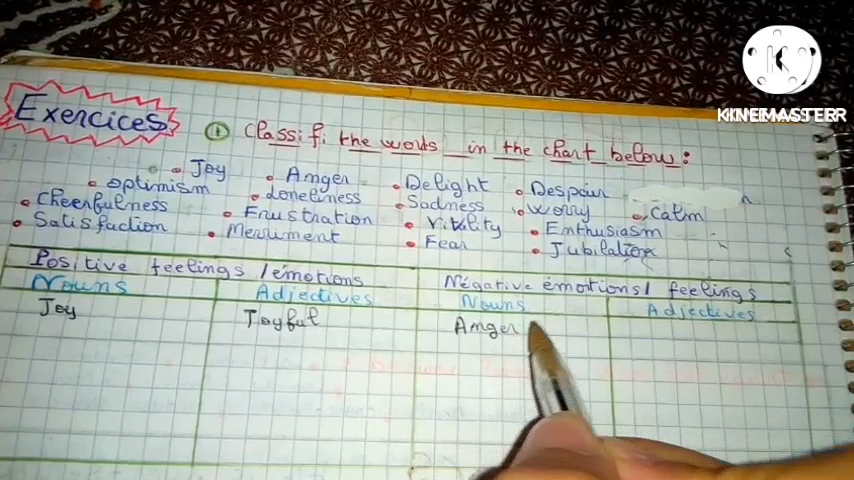 K
KINEMASTER
Exercices
1 classifi the words in the chart below:
• Joy • Anger • Delight • Despair
• optimism • Loneliness • Sadness • worry • Calm
• cheerfulness • Frustration • Vitality • Enthusiasm
• Satisfaction • Merriment • Fear • Jubilation
Positive feelings /émotions Négative émotions/ feelings
Nouns Adjectives Nouns Adjectives
Joy Joyful Anger